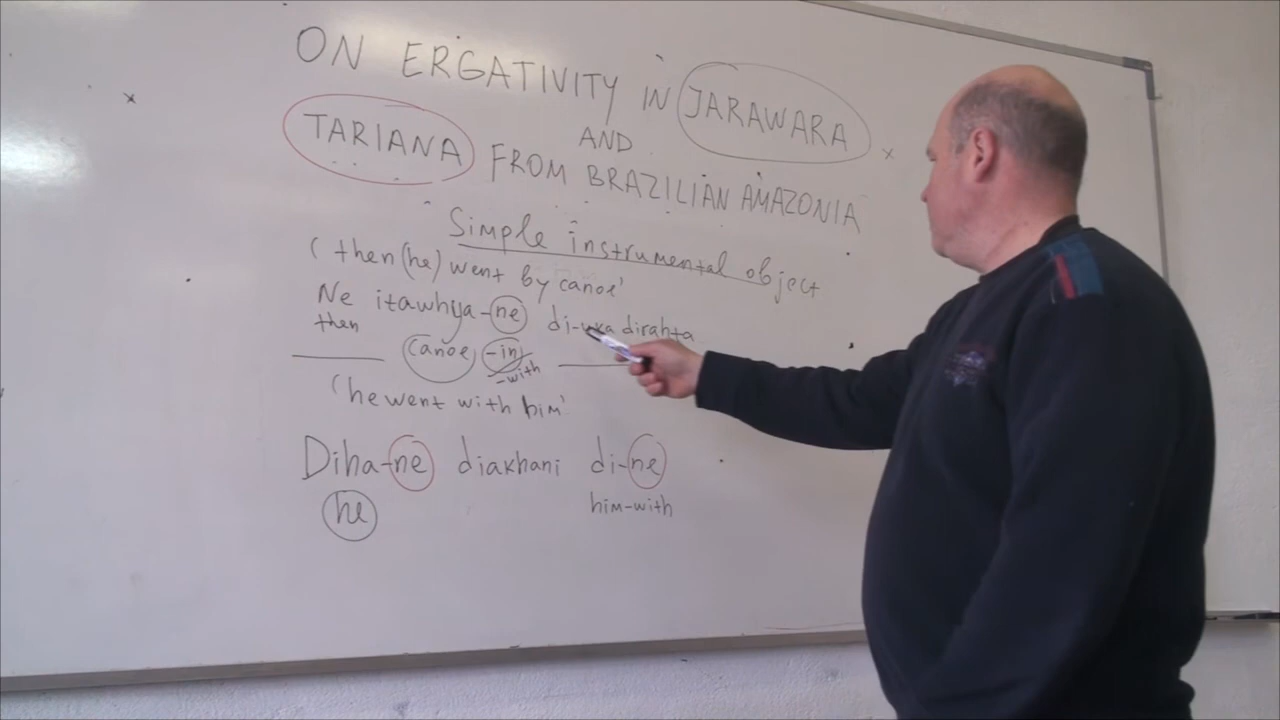 ON ERGATIVITY IN JARAWARA
AND
TARIANA FROM BRAZILIAN AMAZONIA
Simple instrumental object
(then (he) went by canoe'
Ne itawhya-ne di-uka dirahta
then canoe -in
-with
(he went with him'
Diha-ne diakhani di-ne
he him-with